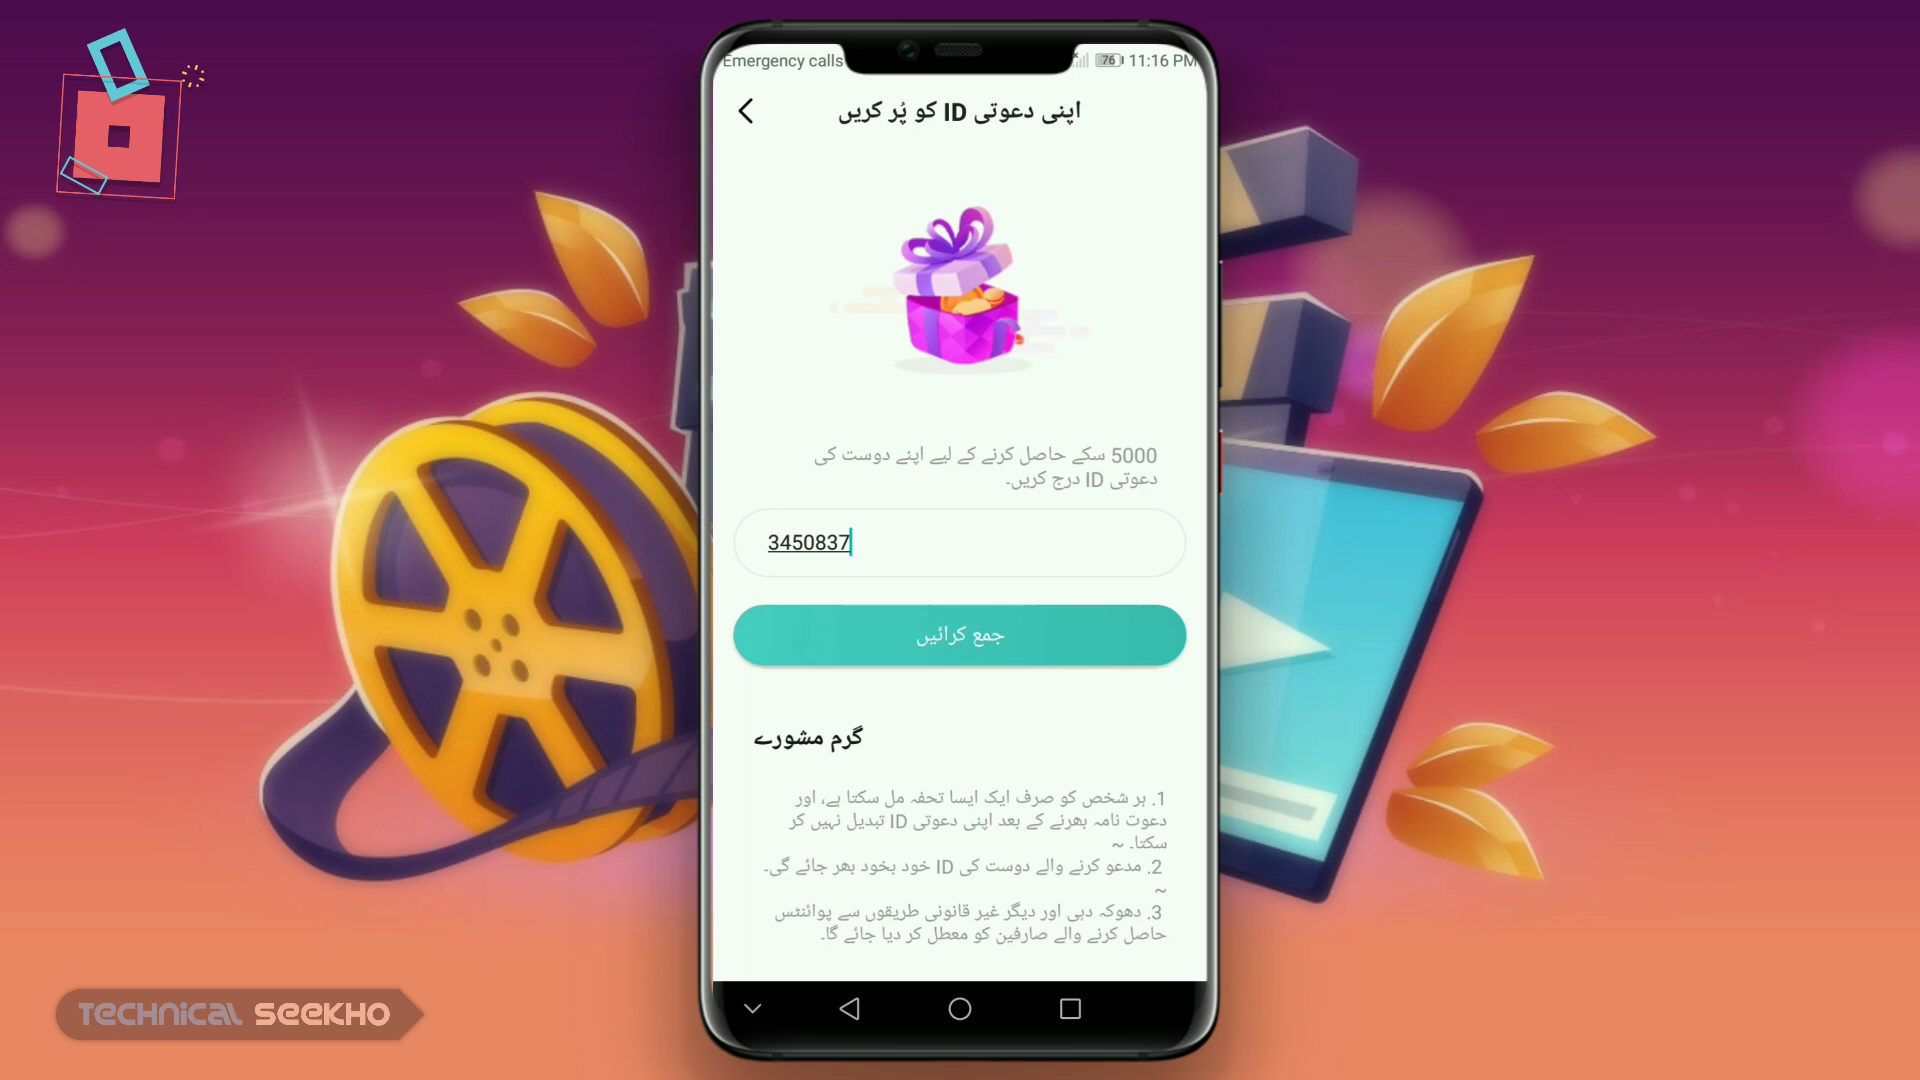 Emergency calls
76
11:16 PM
اپنی دعوتی ID کو پُر کریں
5000 سکے حاصل کرنے کے لیے اپنے دوست کی
دعوتی ID درج کریں۔
3450837
جمع کرائیں
گرم مشورے
1. ہر شخص کو صرف ایک ایسا تحفہ مل سکتا ہے، اور
دعوت نامہ بھرنے کے بعد اپنی دعوتی ID تبدیل نہیں کر
سکتا۔ ~
2. مدعو کرنے والے دوست کی ID خود بخود بھر جائے گی۔
~
3. دھوکہ دہی اور دیگر غیر قانونی طریقوں سے پوائنٹس
حاصل کرنے والے صارفین کو معطل کر دیا جائے گا۔
TECHNICAL SEEKHO